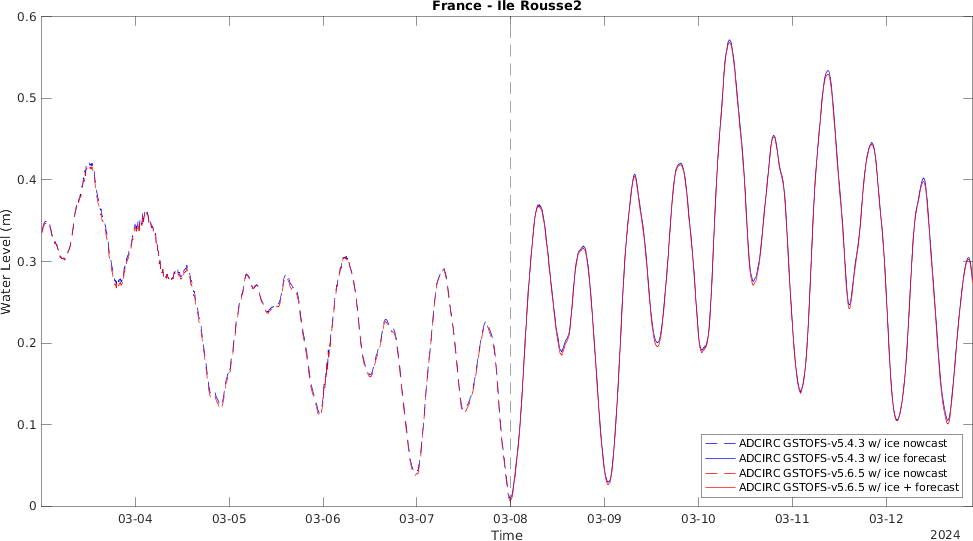 France - Ile Rousse2
0.6
0.5
0.4
0.3
0.2
0.1
0
Water Level (m)
ADCIRC GSTOFS-v5.4.3 w/ ice nowcast
ADCIRC GSTOFS-v5.4.3 w/ ice forecast
ADCIRC GSTOFS-v5.6.5 w/ ice nowcast
ADCIRC GSTOFS-v5.6.5 w/ ice + forecast
03-04 03-05 03-06 03-07 03-08 03-09 03-10 03-11 03-12
Time
2024